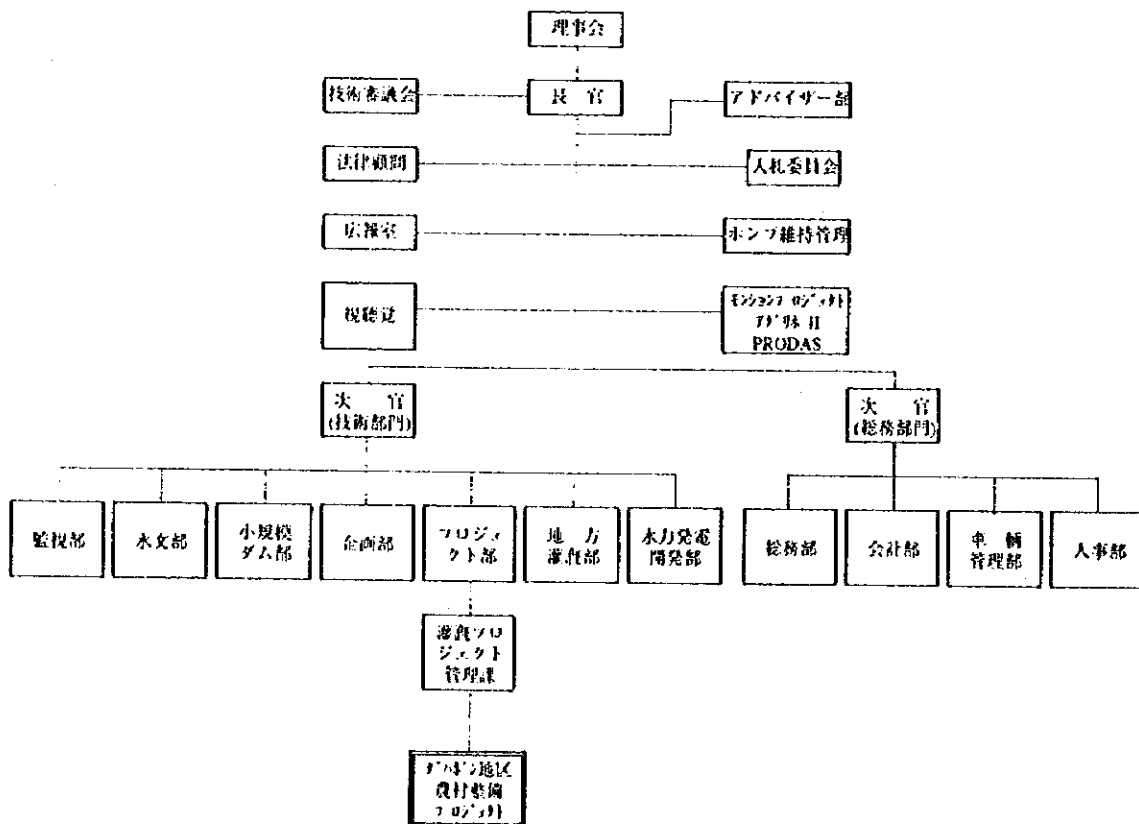 理事会
技術審議会
長 官
アドバイザー部
法律顧問
入札委員会
広報室
ポンプ維持管理
視聴覚
II
PRODAS
次 官
(技術部門)
次 官
(総務部門)
監視部
水文部
小規模
ダム部
企画部
プロジェ
クト部
地 方
灌漑部
水力発電
開発部
総務部
会計部
車 輌
管理部
人事部
灌漑プロ
ジェクト
管理課
地区
農村整備
プロジェクト